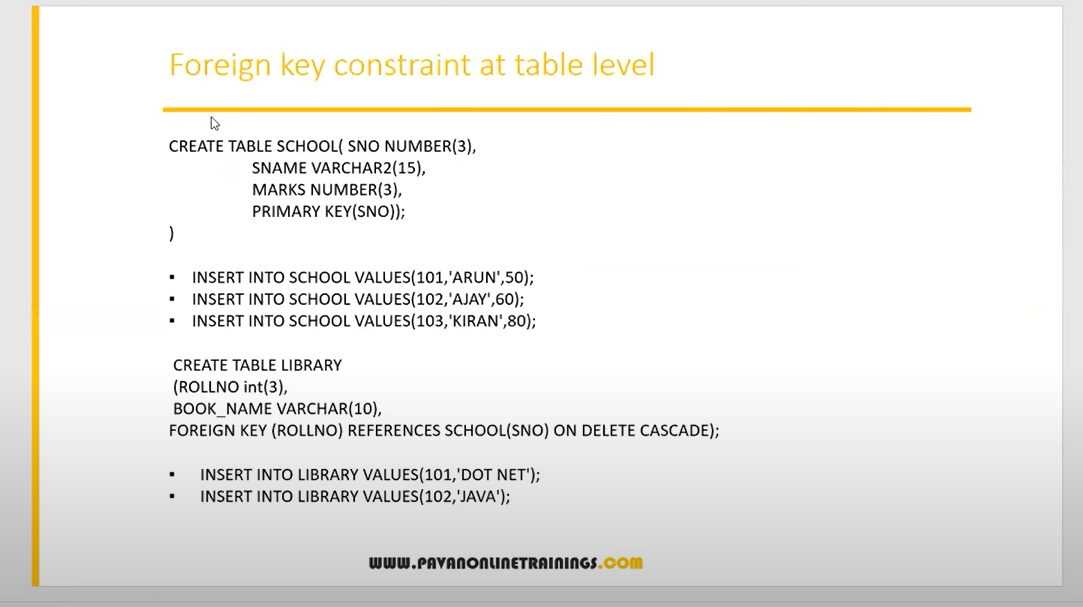 Foreign key constraint at table level
CREATE TABLE SCHOOL( SNO NUMBER(3),
SNAME VARCHAR2(15),
MARKS NUMBER(3),
PRIMARY KEY(SNO));
)
▪ INSERT INTO SCHOOL VALUES(101,'ARUN',50);
▪ INSERT INTO SCHOOL VALUES(102,'AJAY',60);
▪ INSERT INTO SCHOOL VALUES(103,'KIRAN',80);
CREATE TABLE LIBRARY
(ROLLNO int(3),
BOOK_NAME VARCHAR(10),
FOREIGN KEY (ROLLNO) REFERENCES SCHOOL(SNO) ON DELETE CASCADE);
▪ INSERT INTO LIBRARY VALUES(101,'DOT NET');
▪ INSERT INTO LIBRARY VALUES(102,'JAVA');
WWW.PAVANONLINETRAININGS.COM